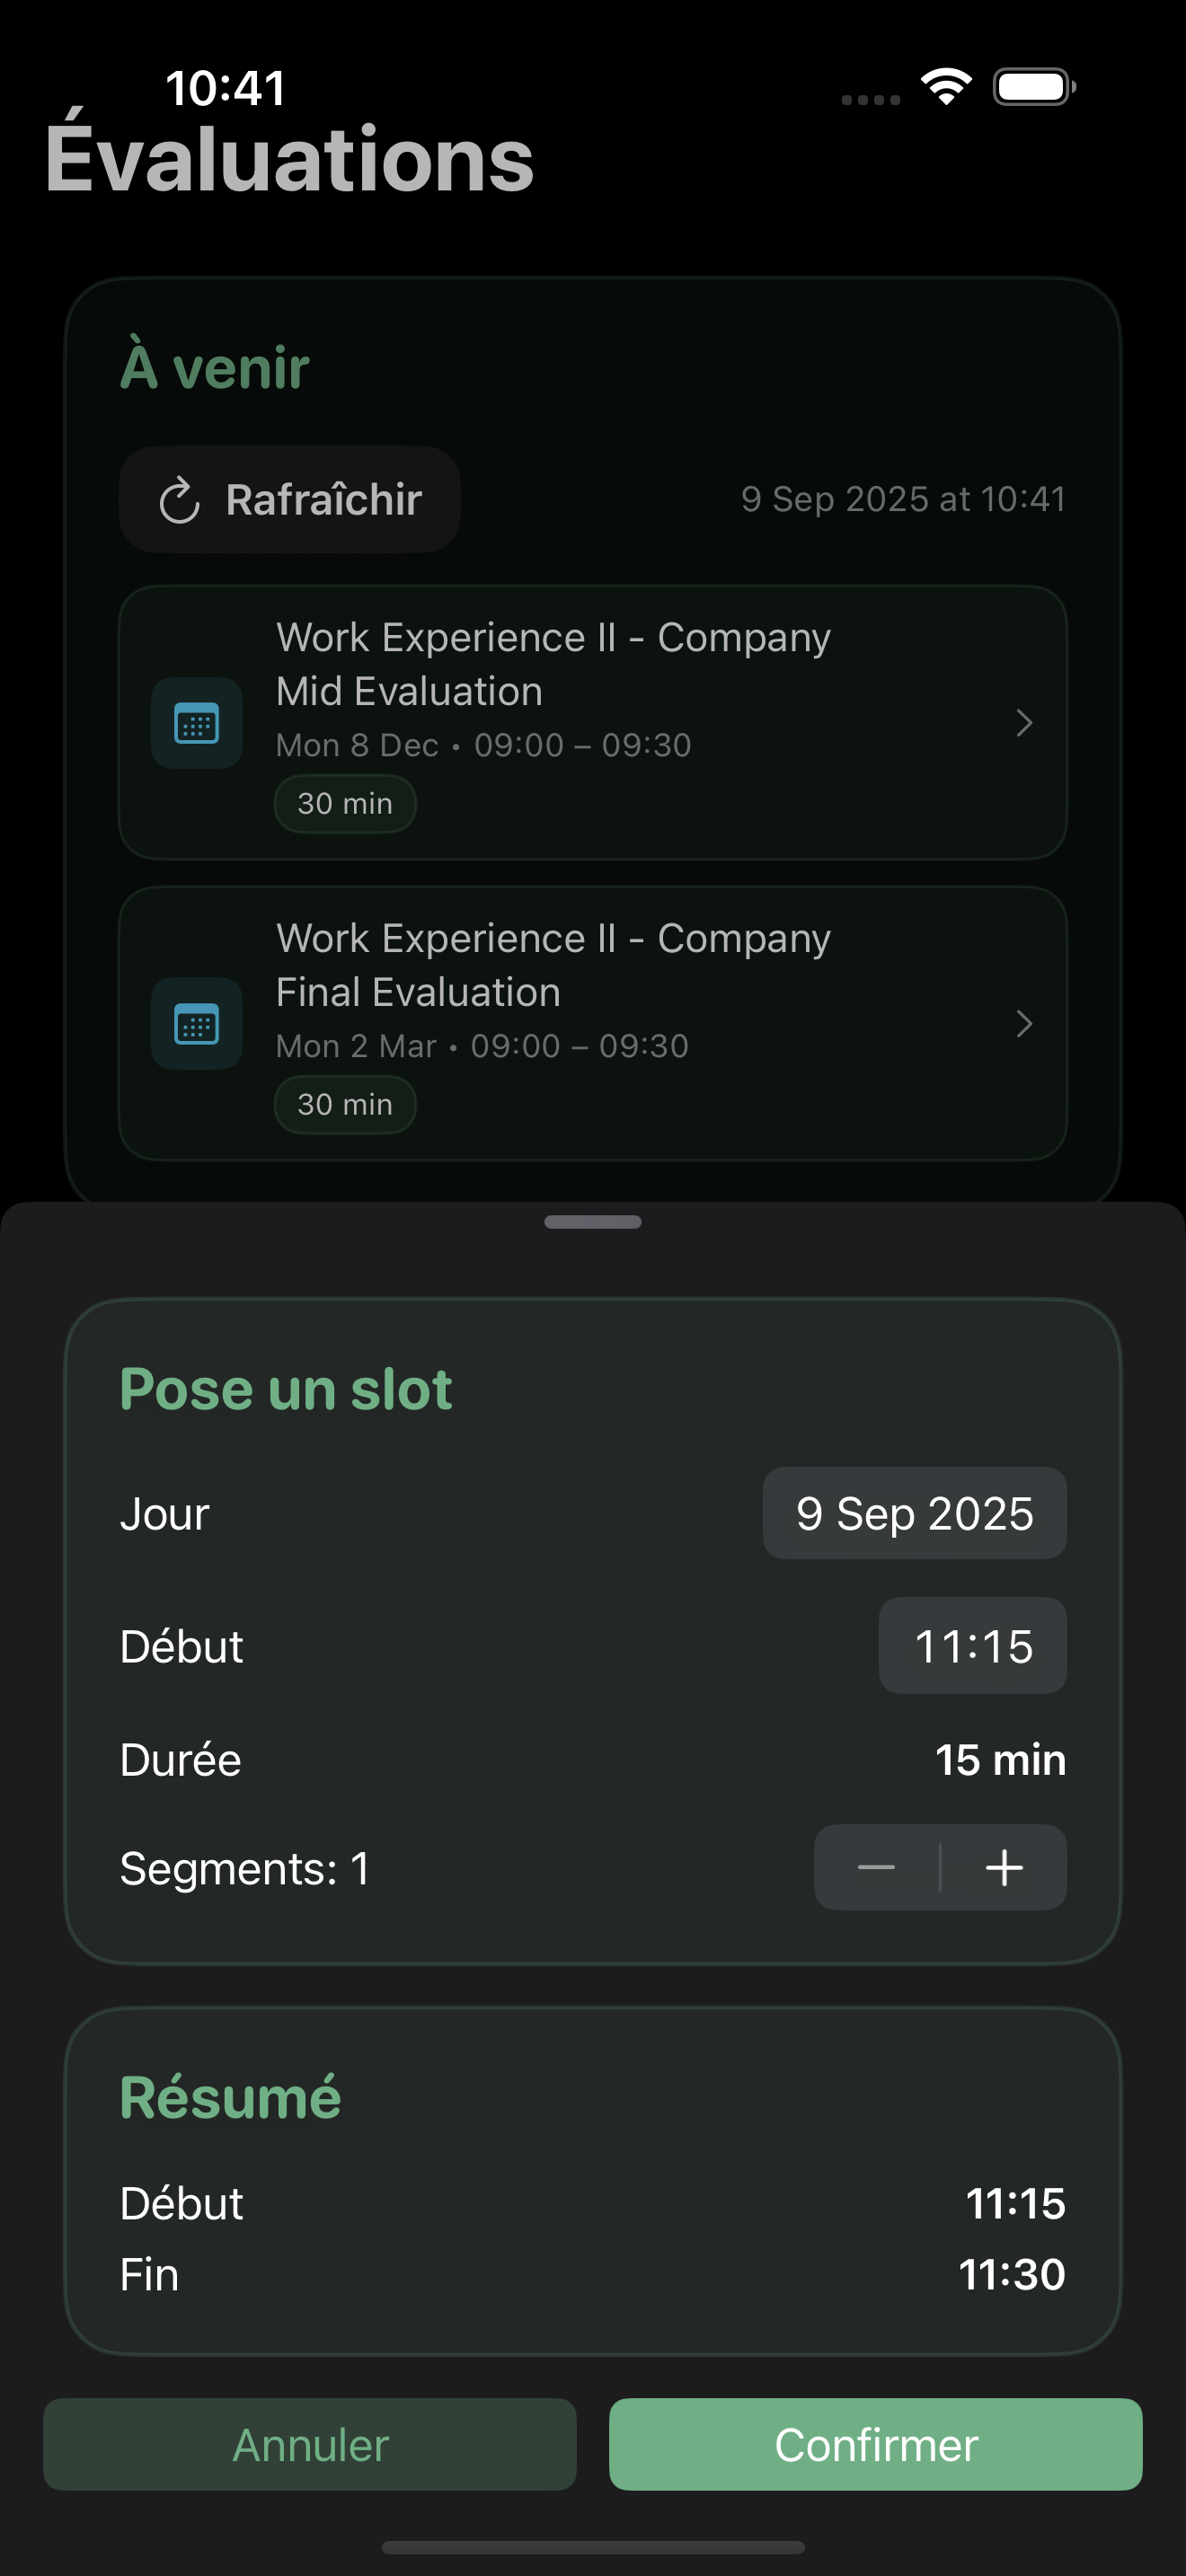 10:41
Évaluations
À venir
Rafraîchir
9 Sep 2025 at 10:41
Work Experience II - Company
Mid Evaluation
Mon 8 Dec • 09:00 – 09:30
30 min
Work Experience II - Company
Final Evaluation
Mon 2 Mar • 09:00 – 09:30
30 min
Pose un slot
Jour
9 Sep 2025
Début
11:15
Durée
15 min
Segments: 1
Résumé
Début
11:15
Fin
11:30
Annuler
Confirmer